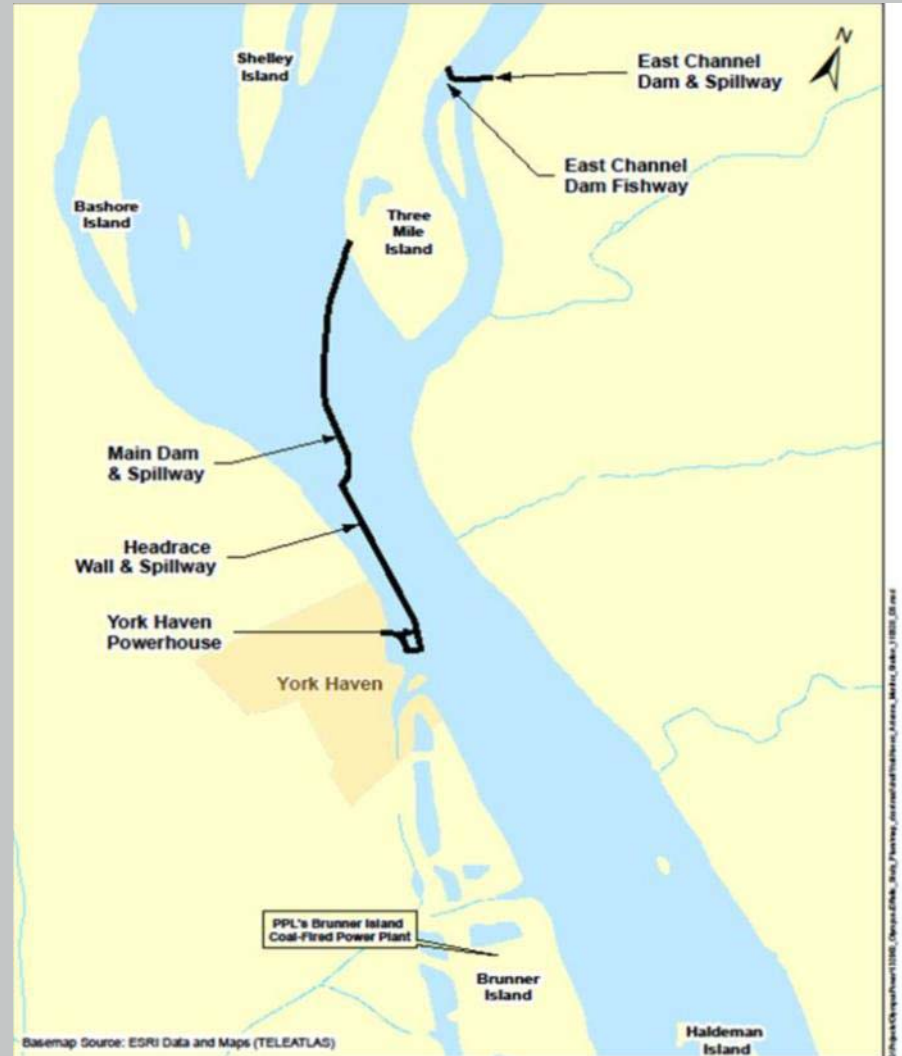 N
Shelley
Island
East Channel
Dam & Spillway
East Channel
Dam Fishway
Bashore
Island
Three
Mile
Island
Main Dam
& Spillway
Headrace
Wall & Spillway
York Haven
Powerhouse
York Haven
PPL's Brunner Island
Coal-Fired Power Plant
Brunner
Island
Haldeman
Island
Basemap Source: ESRI Data and Maps (TELEATLAS)